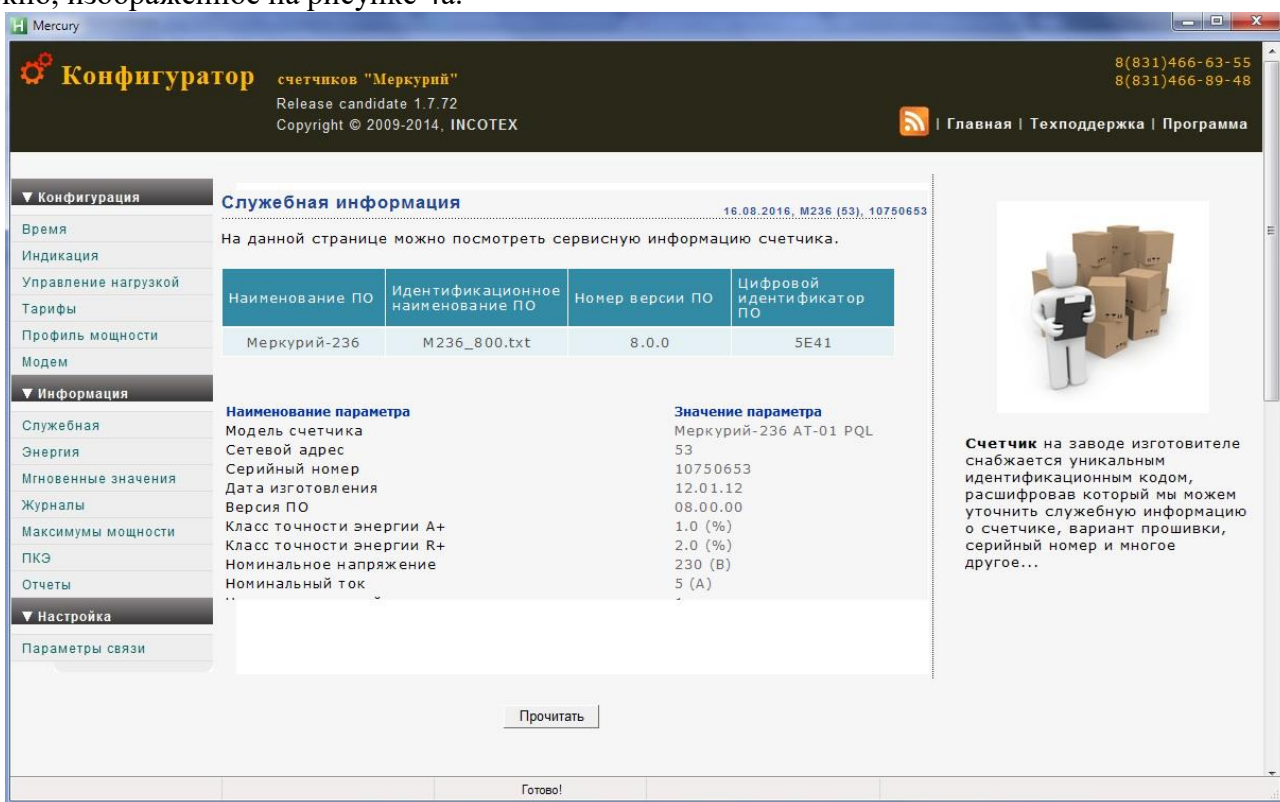 кно, изображенное на рисунке 4а.
Mercury
Конфигуратор счетчиков "Меркурий"
Release candidate 1.7.72
Copyright © 2009-2014, INCOTEX
8(831)466-63-55
8(831)466-89-48
| Главная | Техподдержка | Программа
▼ Конфигурация
Время
Индикация
Управление нагрузкой
Тарифы
Профиль мощности
Модем
▼ Информация
Служебная
Энергия
Мгновенные значения
Журналы
Максимумы мощности
ПКЭ
Отчеты
▼ Настройка
Параметры связи
Служебная информация
16.08.2016, M236 (53), 10750653
На данной странице можно посмотреть сервисную информацию счетчика.
Наименование ПО
Идентификационное
наименование ПО
Номер версии ПО
Цифровой
идентификатор
ПО
Меркурий-236 M236_800.txt 8.0.0 5E41
Наименование параметра Значение параметра
Модель счетчика Меркурий-236 AT-01 PQL
Сетевой адрес 53
Серийный номер 10750653
Дата изготовления 12.01.12
Версия ПО 08.00.00
Класс точности энергии A+ 1.0 (%)
Класс точности энергии R+ 2.0 (%)
Номинальное напряжение 230 (В)
Номинальный ток 5 (А)
Счетчик на заводе изготовителе
снабжается уникальным
идентификационным кодом,
расшифровав который мы можем
уточнить служебную информацию
о счетчике, вариант прошивки,
серийный номер и многое
другое...
Прочитать
Готово!